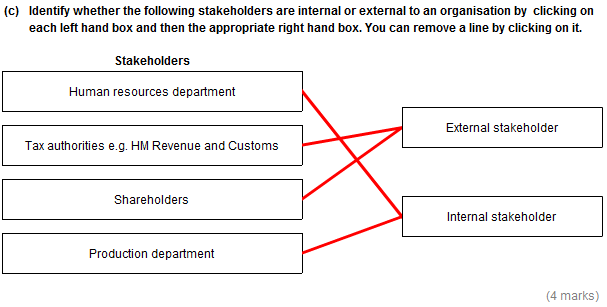 (c) Identify whether the following stakeholders are internal or external to an organisation by clicking on
each left hand box and then the appropriate right hand box. You can remove a line by clicking on it.
Stakeholders
Human resources department
Tax authorities e.g. HM Revenue and Customs
Shareholders
Production department
External stakeholder
Internal stakeholder
(4 marks)